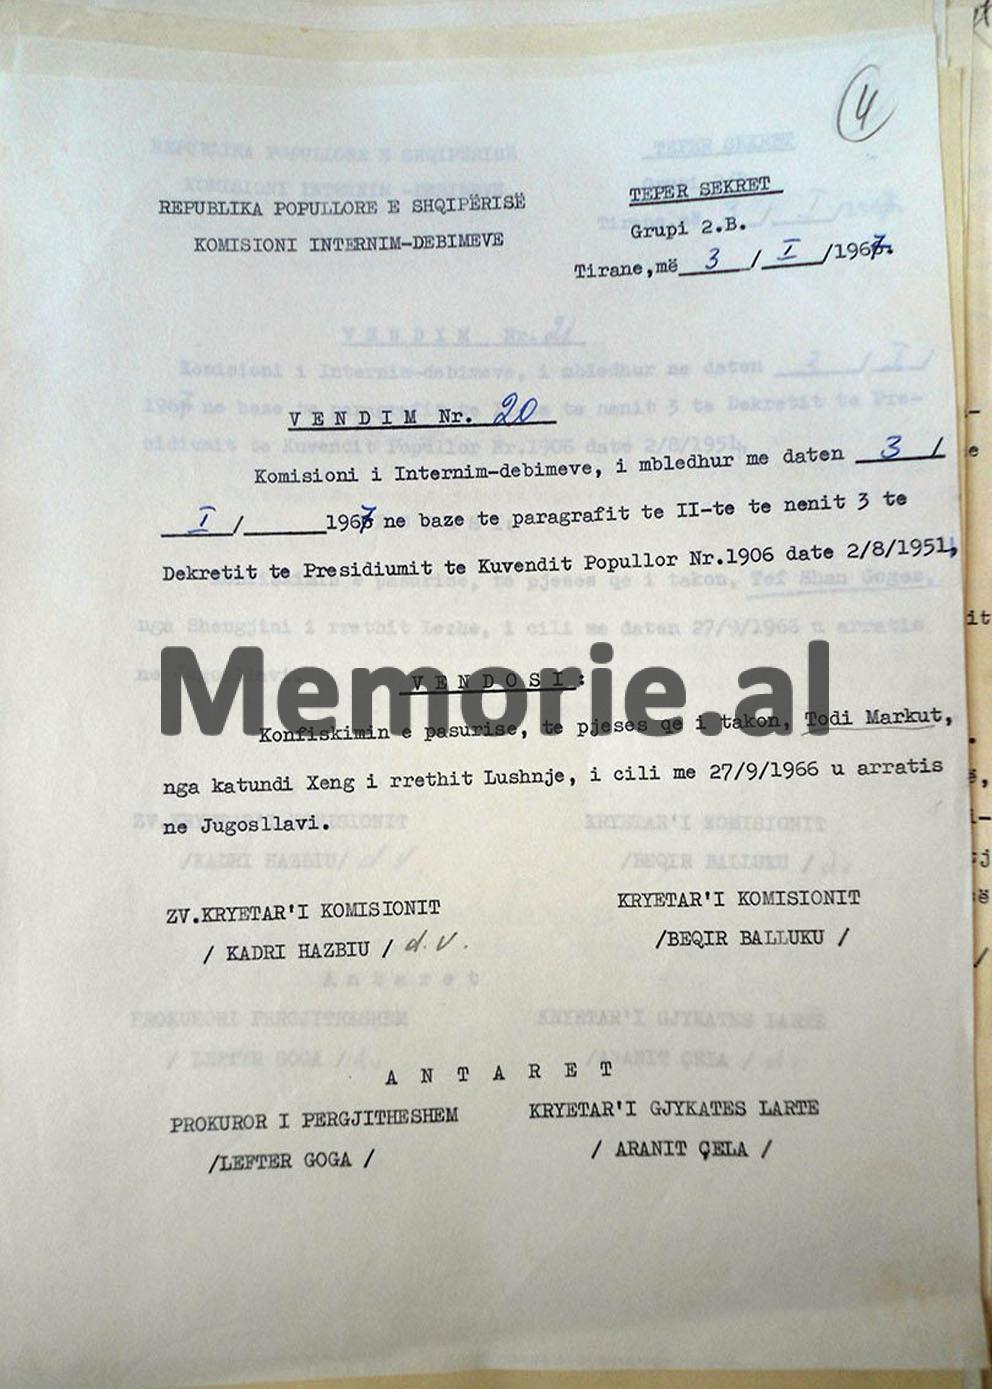 4
REPUBLIKA POPULLORE E SHQIPËRISË
KOMISIONI INTERNIM-DEBIMEVE
TEPER SEKRET
Grupi 2.B.
Tirane,më 3 / I /1967.
VENDIM Nr. 20
Komisioni i Internim-debimeve, i mbledhur me daten 3 /
I / 1967 ne baze te paragrafit te II-te te nenit 3 te
Dekretit te Presidiumit te Kuvendit Popullor Nr.1906 date 2/8/1951,
VENDOSI:
Memorie.al
Konfiskimin e pasurise, te pjeses qe i takon, Todi Markut,
nga katundi Xeng i rrethit Lushnje, i cili me 27/9/1966 u arratis
ne Jugosllavi.
ZV.KRYETAR'I KOMISIONIT
/ KADRI HAZBIU / d.v.
KRYETAR'I KOMISIONIT
/BEQIR BALLUKU /
ANTARET
PROKUROR I PERGJITHESHEM
/LEFTER GOGA /
KRYETAR'I GJYKATES LARTE
/ ARANIT ÇELA /